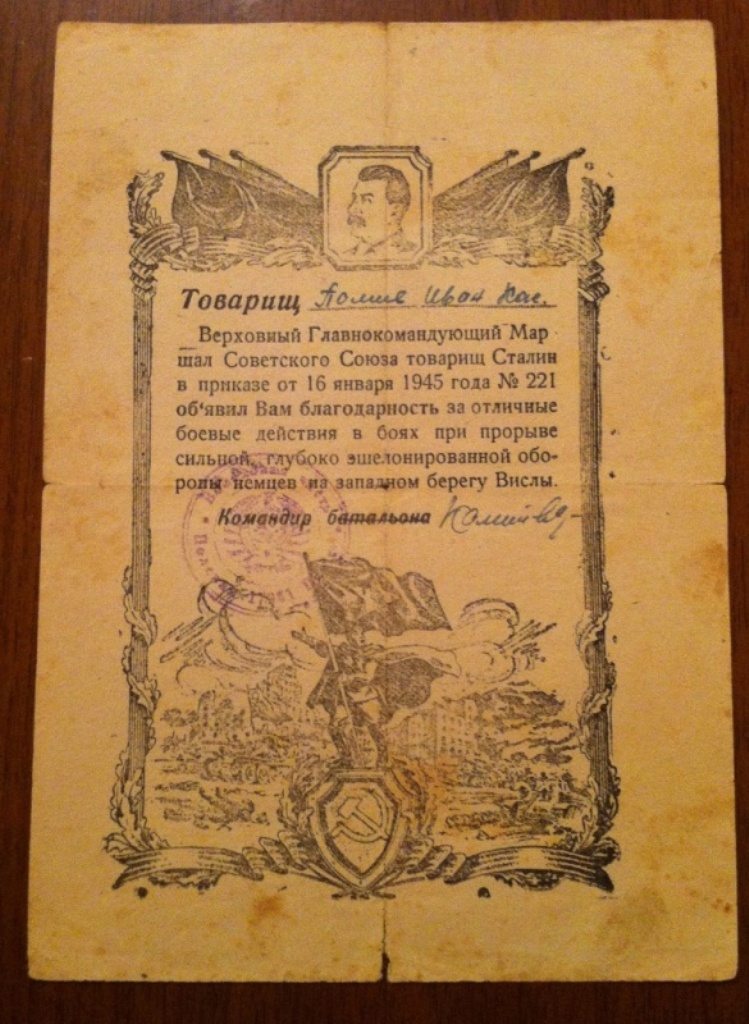 Товарищ Иван
Верховный Главнокомандующий Мар
шал Советского Союза товарищ Сталин
в приказе от 16 января 1945 года № 221
об‘явил Вам благодарность за отличные
боевые действия в боях при прорыве
сильной, глубоко эшелонированной обо-
роны немцев на западном берегу Вислы.
Командир батальона